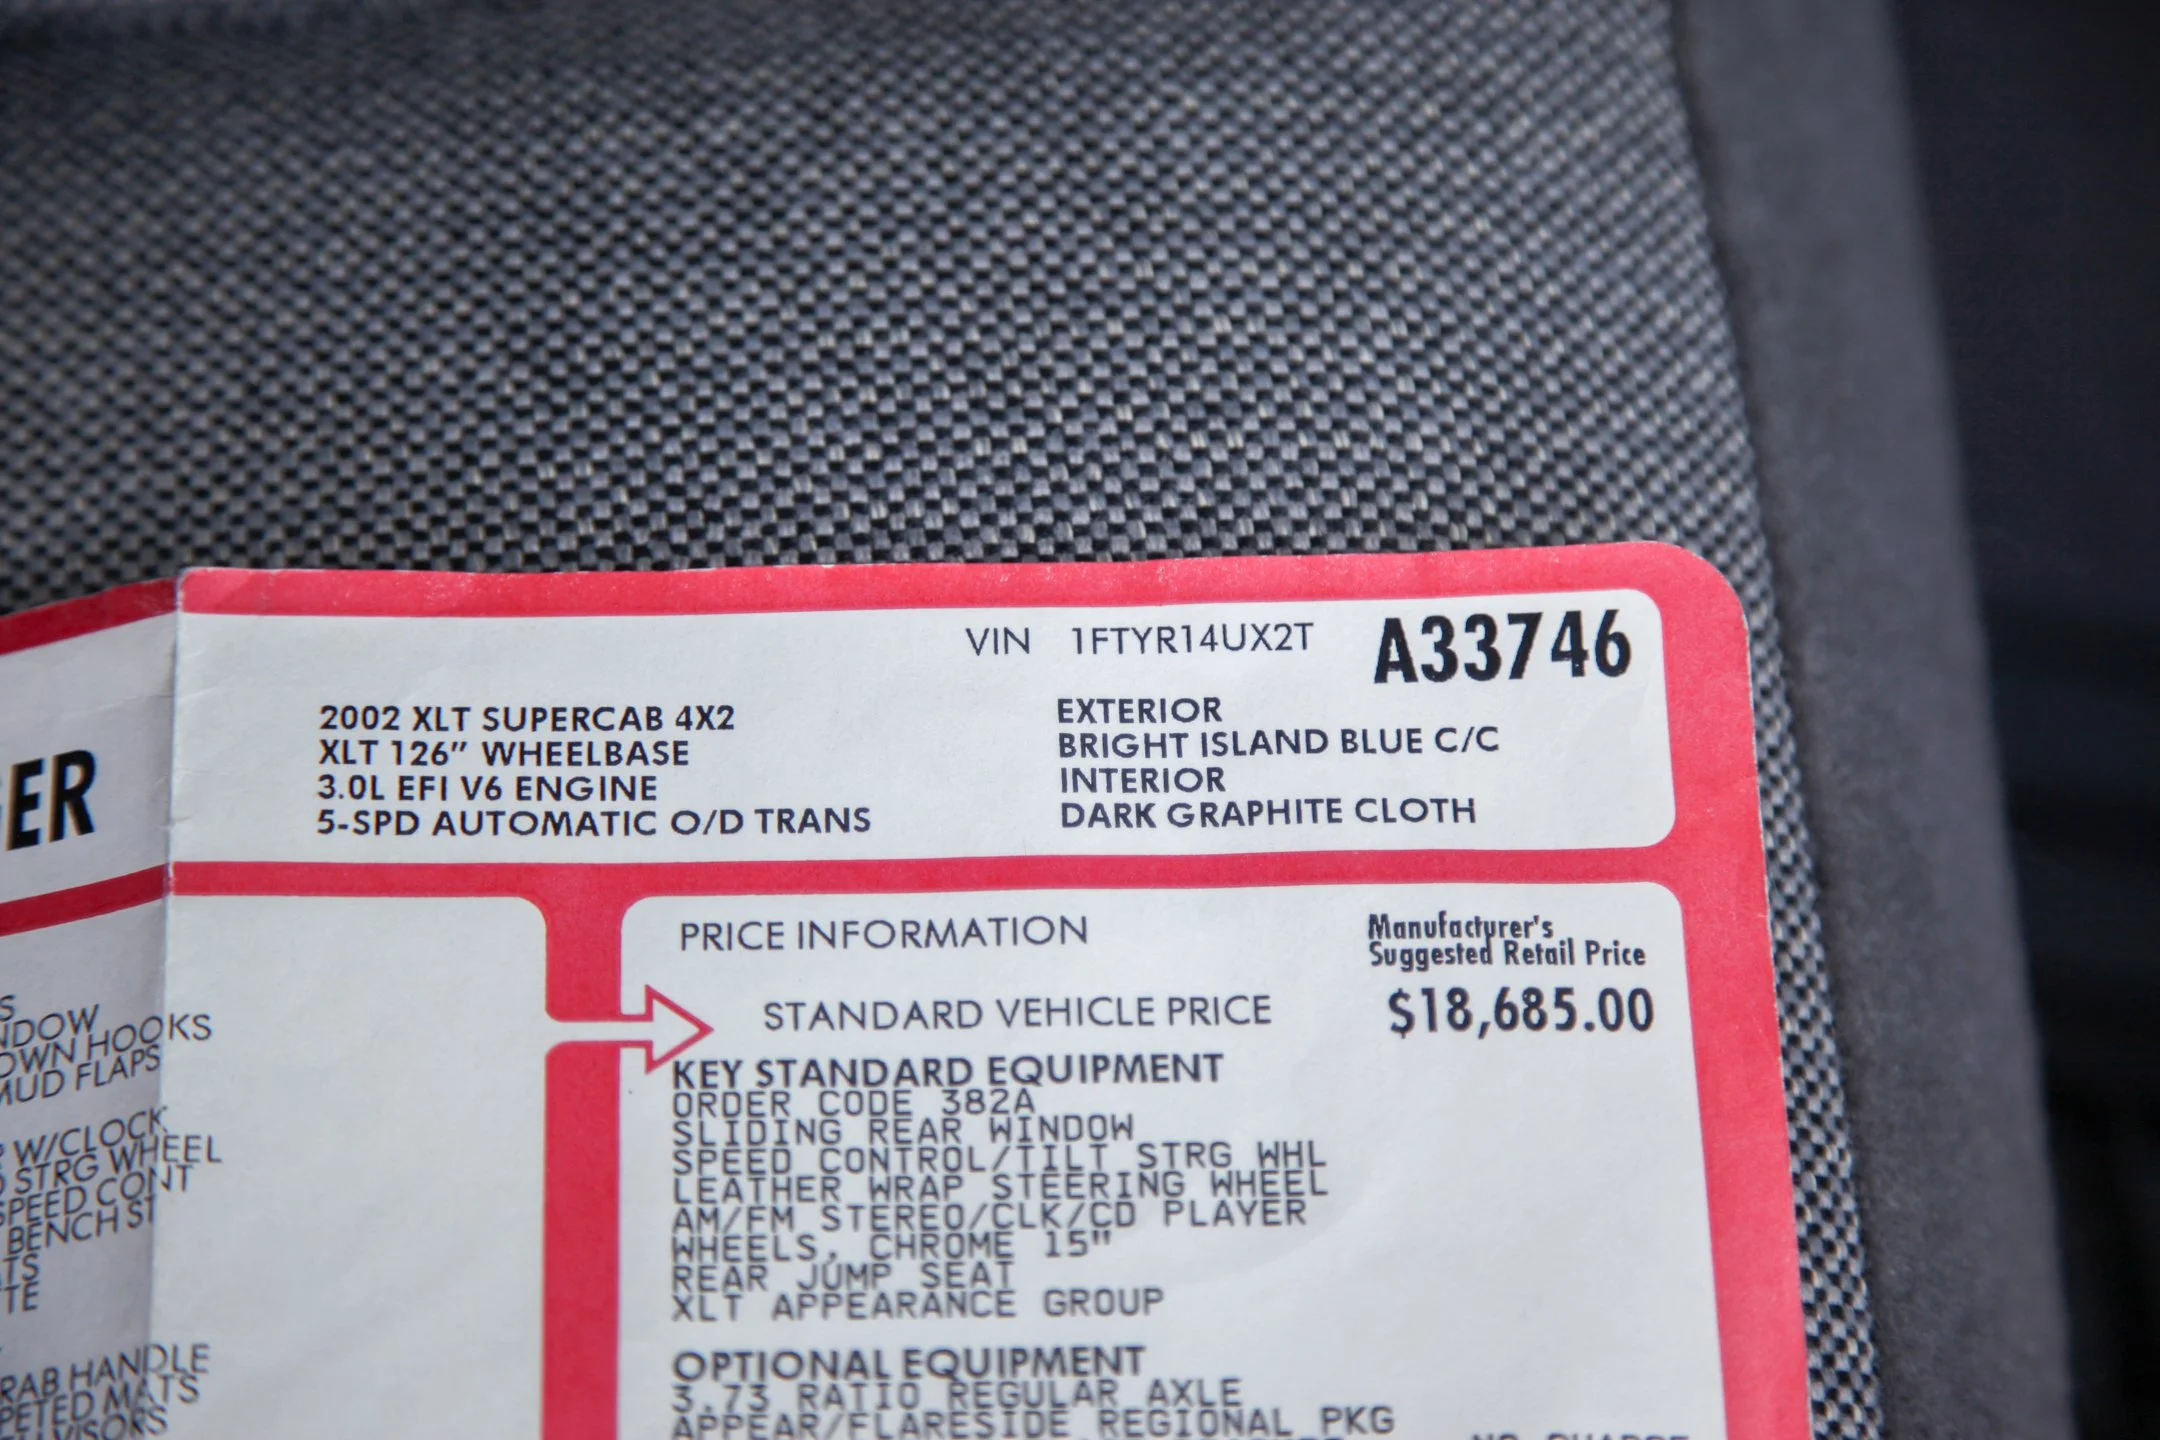 VIN 1FTYR14UX2T A33746
2002 XLT SUPERCAB 4X2
XLT 126" WHEELBASE
3.0L EFI V6 ENGINE
5-SPD AUTOMATIC O/D TRANS
EXTERIOR
BRIGHT ISLAND BLUE C/C
INTERIOR
DARK GRAPHITE CLOTH
HOOKS
MUD FLAPS
W/CLOCK
STRG WHEEL
SPEED CONT
BENCH ST
HANDLE
MATS
VISORS
PRICE INFORMATION
Manufacturer's
Suggested Retail Price
STANDARD VEHICLE PRICE $18,685.00
KEY STANDARD EQUIPMENT
ORDER CODE 382A
SLIDING REAR WINDOW
SPEED CONTROL/TILT STRG WHL
LEATHER WRAP STEERING WHEEL
AM/FM STEREO/CLK/CD PLAYER
WHEELS, CHROME 15"
REAR JUMP SEAT
XLT APPEARANCE GROUP
OPTIONAL EQUIPMENT
3.73 RATIO REGULAR AXLE
APPEAR/FLARESIDE REGIONAL PKG
NO CHARGE